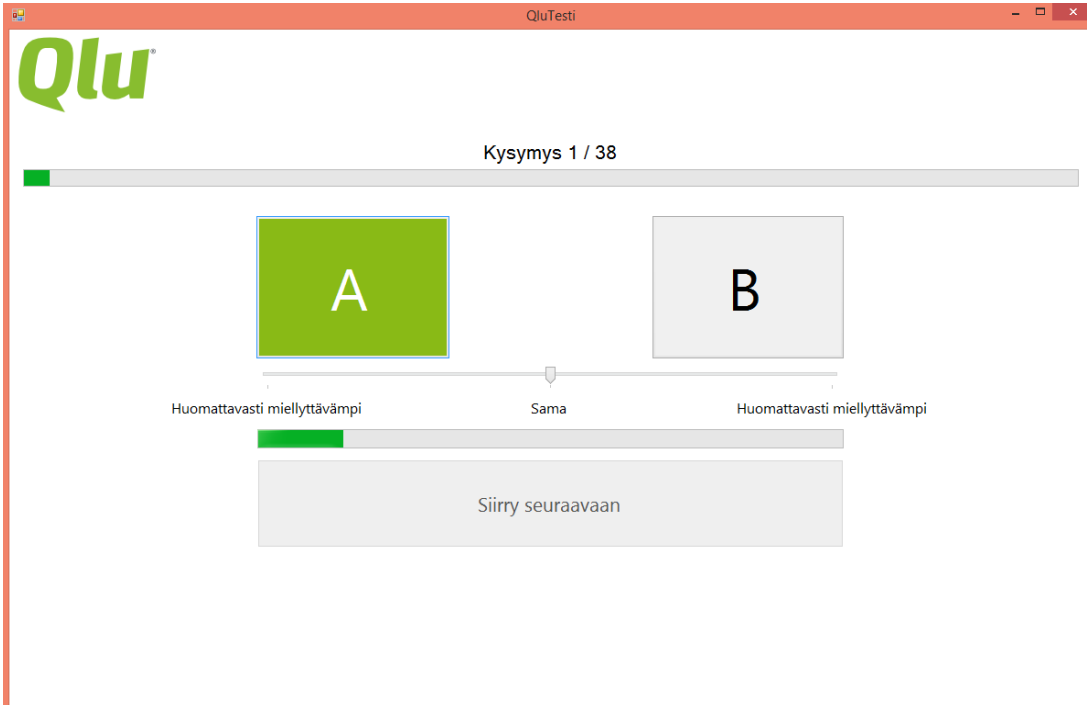 QluTesti
Qlu®
Kysymys 1 / 38
A
B
Huomattavasti miellyttävämpi
Sama
Huomattavasti miellyttävämpi
Siirry seuraavaan